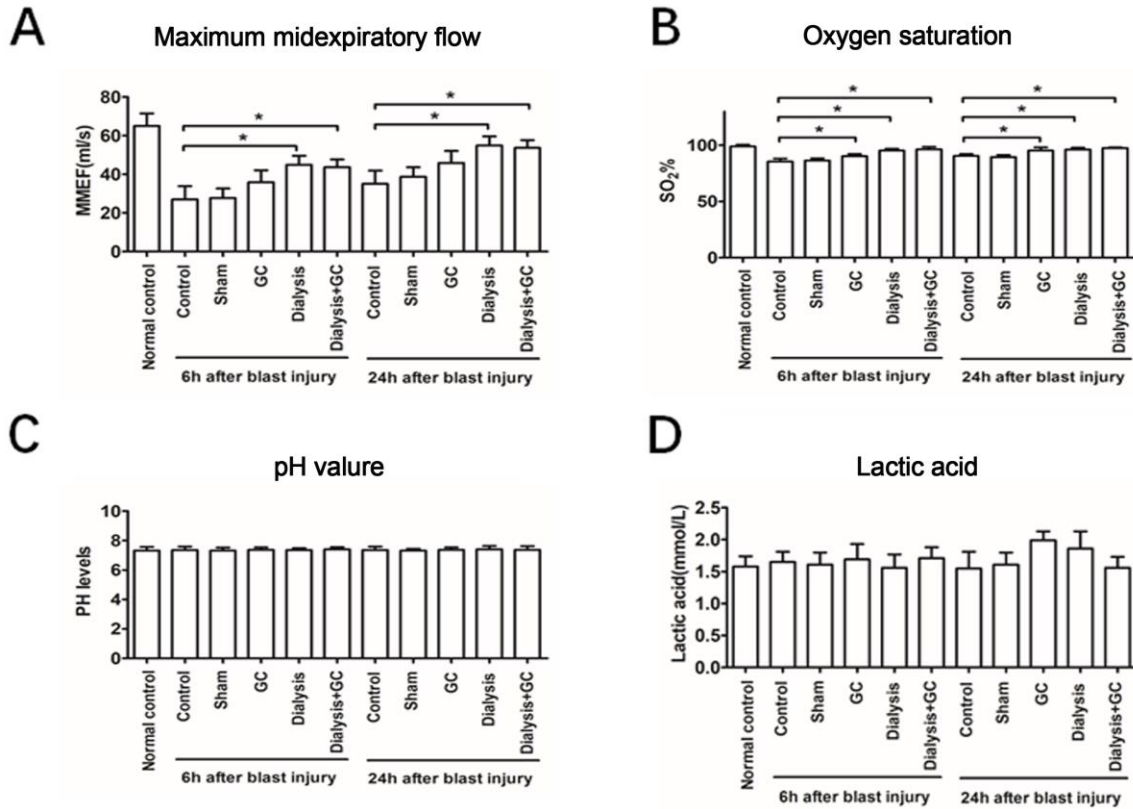 A
Maximum midexpiratory flow
MMEF(ml/s)
80
60
40
20
0
* * * *
Normal control
Control
Sham
GC
Dialysis
Dialysis+GC
Control
Sham
GC
Dialysis
Dialysis+GC
6h after blast injury
24h after blast injury
B
Oxygen saturation
SO₂%
100
50
0
* * * * * *
Normal control
Control
Sham
GC
Dialysis
Dialysis+GC
Control
Sham
GC
Dialysis
Dialysis+GC
6h after blast injury
24h after blast injury
C
pH valure
PH levels
10
8
6
4
2
0
Normal control
Control
Sham
GC
Dialysis
Dialysis+GC
Control
Sham
GC
Dialysis
Dialysis+GC
6h after blast injury
24h after blast injury
D
Lactic acid
Lactic acid(mmol/L)
2.5
2.0
1.5
1.0
0.5
0.0
Normal control
Control
Sham
GC
Dialysis
Dialysis+GC
Control
Sham
GC
Dialysis
Dialysis+GC
6h after blast injury
24h after blast injury